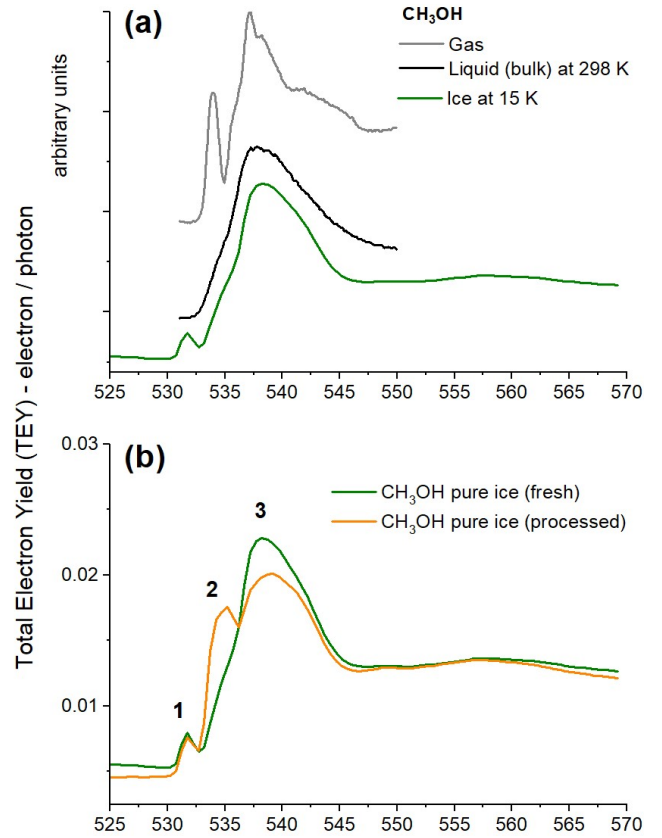 (a)
CH₃OH
Gas
Liquid (bulk) at 298 K
Ice at 15 K
arbitrary units
525 530 535 540 545 550 555 560 565 570
Total Electron Yield (TEY) - electron / photon
(b)
0.03
0.02
0.01
CH₃OH pure ice (fresh)
CH₃OH pure ice (processed)
3
2
1
525 530 535 540 545 550 555 560 565 570